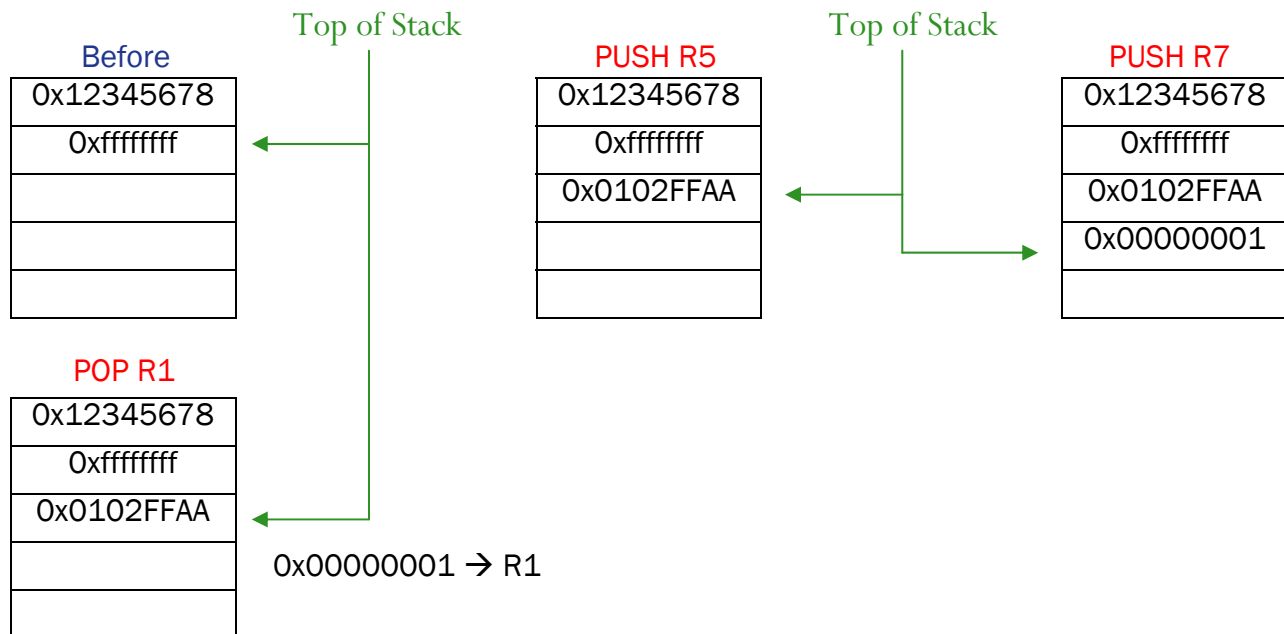 Top of Stack
Top of Stack
Before
PUSH R5
PUSH R7
0x12345678
0xffffffff
0x12345678
0xffffffff
0x0102FFAA
0x12345678
0xffffffff
0x0102FFAA
0x00000001
POP R1
0x12345678
0xffffffff
0x0102FFAA
0x00000001 → R1